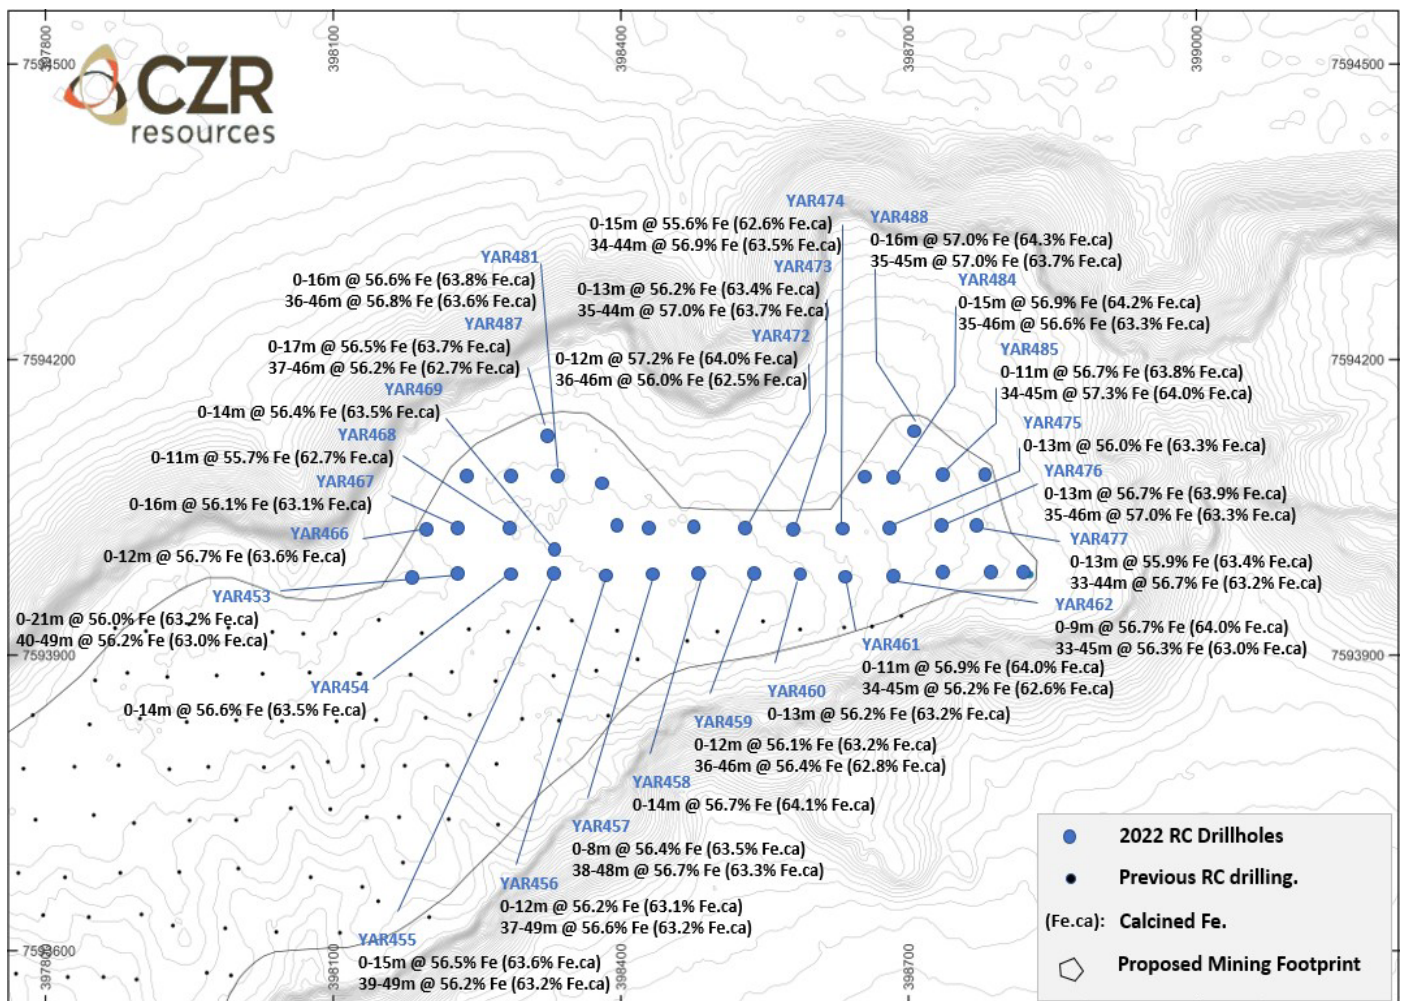 397800
398100
398400
398700
399000
7594500
7594500
CZR
resources
YAR474
0-15m @ 55.6% Fe (62.6% Fe.ca)
34-44m @ 56.9% Fe (63.5% Fe.ca)
YAR488
0-16m @ 57.0% Fe (64.3% Fe.ca)
35-45m @ 57.0% Fe (63.7% Fe.ca)
YAR481
0-16m @ 56.6% Fe (63.8% Fe.ca)
36-46m @ 56.8% Fe (63.6% Fe.ca)
YAR473
0-13m @ 56.2% Fe (63.4% Fe.ca)
35-44m @ 57.0% Fe (63.7% Fe.ca)
YAR484
0-15m @ 56.9% Fe (64.2% Fe.ca)
35-46m @ 56.6% Fe (63.3% Fe.ca)
YAR487
0-17m @ 56.5% Fe (63.7% Fe.ca)
37-46m @ 56.2% Fe (62.7% Fe.ca)
YAR472
0-12m @ 57.2% Fe (64.0% Fe.ca)
36-46m @ 56.0% Fe (62.5% Fe.ca)
YAR485
0-11m @ 56.7% Fe (63.8% Fe.ca)
34-45m @ 57.3% Fe (64.0% Fe.ca)
7594200
7594200
YAR469
0-14m @ 56.4% Fe (63.5% Fe.ca)
YAR475
0-13m @ 56.0% Fe (63.3% Fe.ca)
YAR468
0-11m @ 55.7% Fe (62.7% Fe.ca)
YAR476
0-13m @ 56.7% Fe (63.9% Fe.ca)
35-46m @ 57.0% Fe (63.3% Fe.ca)
YAR467
0-16m @ 56.1% Fe (63.1% Fe.ca)
YAR466
0-12m @ 56.7% Fe (63.6% Fe.ca)
YAR477
0-13m @ 55.9% Fe (63.4% Fe.ca)
33-44m @ 56.7% Fe (63.2% Fe.ca)
YAR453
0-21m @ 56.0% Fe (63.2% Fe.ca)
40-49m @ 56.2% Fe (63.0% Fe.ca)
YAR462
0-9m @ 56.7% Fe (64.0% Fe.ca)
33-45m @ 56.3% Fe (63.0% Fe.ca)
7593900
7593900
YAR461
0-11m @ 56.9% Fe (64.0% Fe.ca)
34-45m @ 56.2% Fe (62.6% Fe.ca)
YAR454
0-14m @ 56.6% Fe (63.5% Fe.ca)
YAR460
0-13m @ 56.2% Fe (63.2% Fe.ca)
YAR459
0-12m @ 56.1% Fe (63.2% Fe.ca)
36-46m @ 56.4% Fe (62.8% Fe.ca)
YAR458
0-14m @ 56.7% Fe (64.1% Fe.ca)
YAR457
0-8m @ 56.4% Fe (63.5% Fe.ca)
38-48m @ 56.7% Fe (63.3% Fe.ca)
YAR456
0-12m @ 56.2% Fe (63.1% Fe.ca)
37-49m @ 56.6% Fe (63.2% Fe.ca)
YAR455
0-15m @ 56.5% Fe (63.6% Fe.ca)
39-49m @ 56.2% Fe (63.2% Fe.ca)
2022 RC Drillholes
Previous RC drilling.
(Fe.ca): Calcined Fe.
Proposed Mining Footprint
7593600
397800
398100
398400
398700